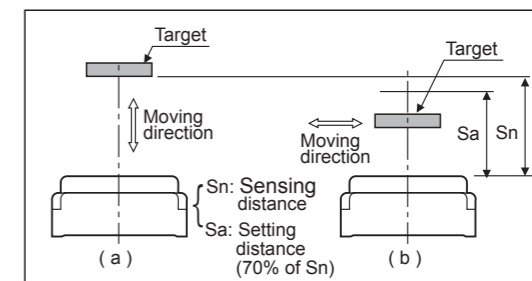 Target
Moving
direction
Sn: Sensing
distance
Sa: Setting
distance
(70% of Sn)
( a )
Target
Moving
direction
Sa
Sn
( b )